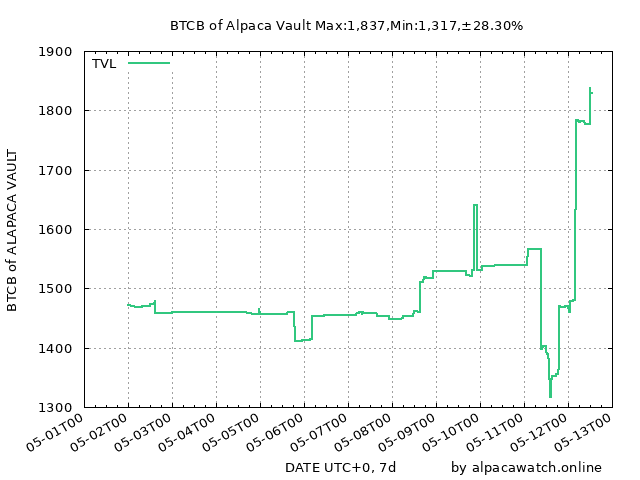 BTCB of Alpaca Vault Max:1,837,Min:1,317,±28.30%
TVL
BTCB of ALAPACA VAULT
1900
1800
1700
1600
1500
1400
1300
05-01T00
05-02T00
05-03T00
05-04T00
05-05T00
05-06T00
05-07T00
05-08T00
05-09T00
05-10T00
05-11T00
05-12T00
05-13T00
DATE UTC+0, 7d
by alpacawatch.online